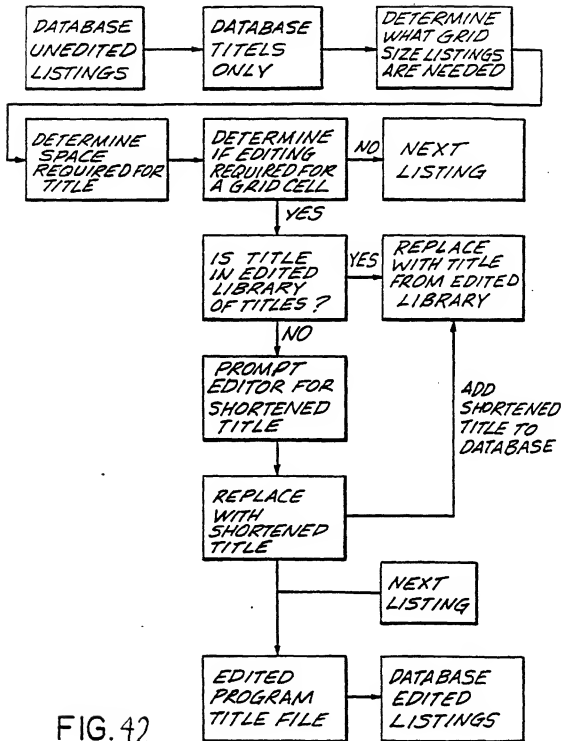 DATABASE
UNEDITED
LISTINGS
DATABASE
TITELS
ONLY
DETERMINE
WHAT GRID
SIZE LISTINGS
ARE NEEDED
DETERMINE
SPACE
REQUIRED FOR
TITLE
DETERMINE
IF EDITING
REQUIRED FOR
A GRID CELL
NO
NEXT
LISTING
YES
IS TITLE
IN EDITED
LIBRARY
OF TITLES ?
YES
REPLACE
WITH TITLE
FROM EDITED
LIBRARY
NO
PROMPT
EDITOR FOR
SHORTENED
TITLE
ADD
SHORTENED
TITLE TO
DATABASE
REPLACE
WITH
SHORTENED
TITLE
NEXT
LISTING
EDITED
PROGRAM
TITLE FILE
DATABASE
EDITED
LISTINGS
FIG. 42